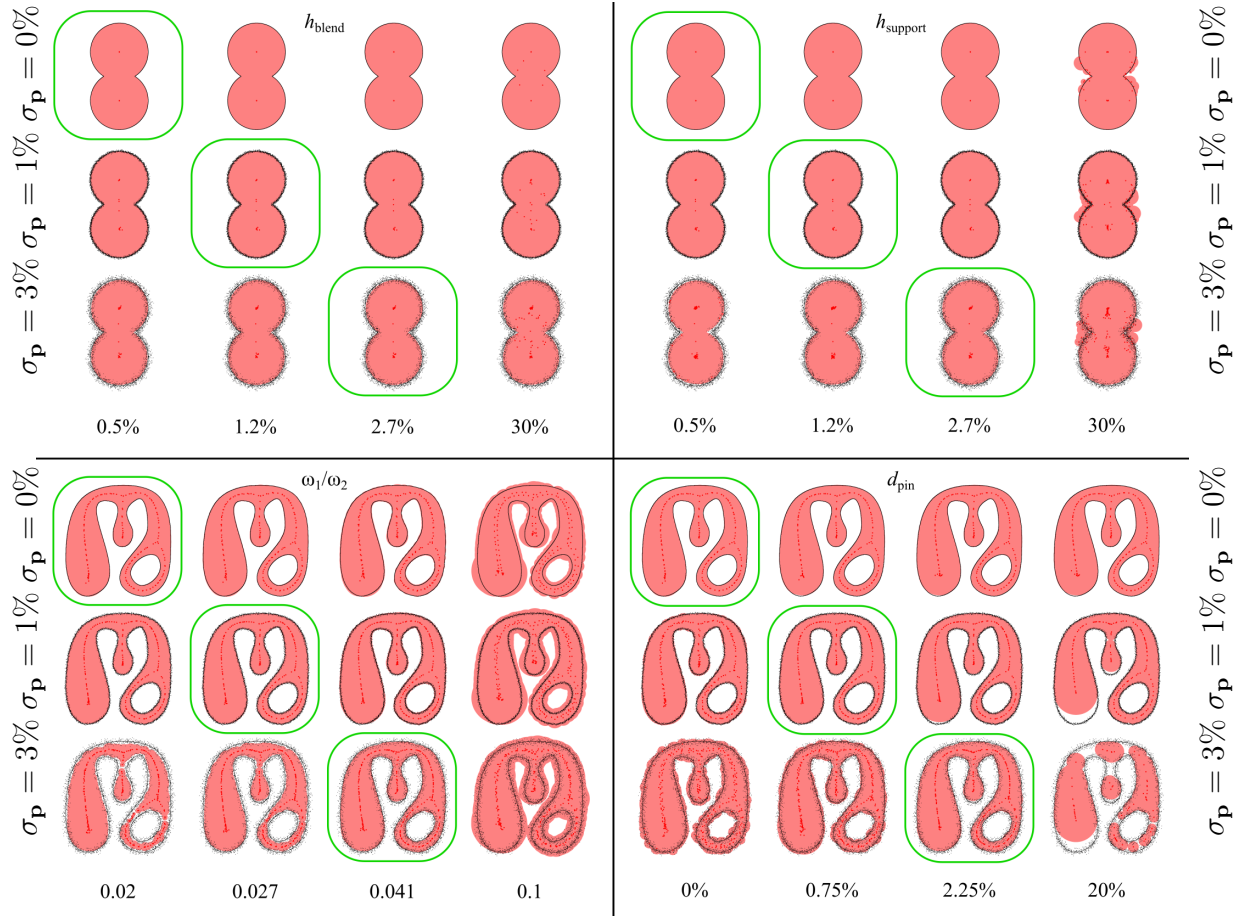 h_blend
σ_p = 0%
σ_p = 1%
σ_p = 3%
0.5% 1.2% 2.7% 30%
h_support
σ_p = 0%
σ_p = 1%
σ_p = 3%
0.5% 1.2% 2.7% 30%
ω₁/ω₂
σ_p = 0%
σ_p = 1%
σ_p = 3%
0.02 0.027 0.041 0.1
d_pin
σ_p = 0%
σ_p = 1%
σ_p = 3%
0% 0.75% 2.25% 20%